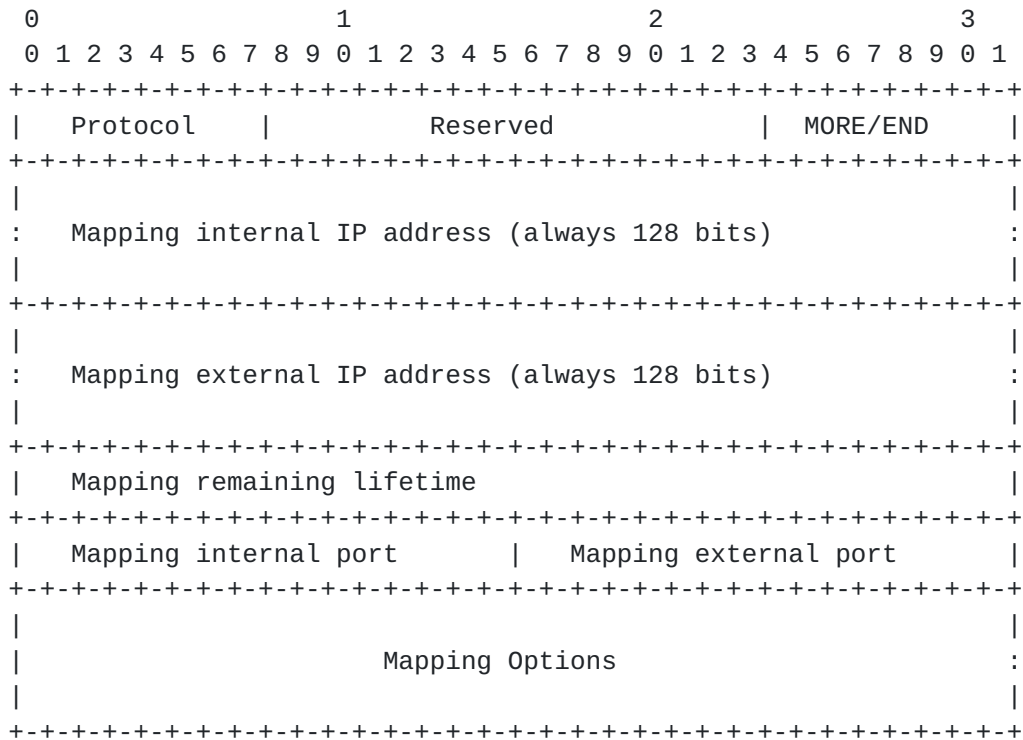 0                   1                   2                   3
 0 1 2 3 4 5 6 7 8 9 0 1 2 3 4 5 6 7 8 9 0 1 2 3 4 5 6 7 8 9 0 1
+-+-+-+-+-+-+-+-+-+-+-+-+-+-+-+-+-+-+-+-+-+-+-+-+-+-+-+-+-+-+-+-+
|   Protocol    |          Reserved             |  MORE/END     |
+-+-+-+-+-+-+-+-+-+-+-+-+-+-+-+-+-+-+-+-+-+-+-+-+-+-+-+-+-+-+-+-+
|                                                               |
:   Mapping internal IP address (always 128 bits)               :
|                                                               |
+-+-+-+-+-+-+-+-+-+-+-+-+-+-+-+-+-+-+-+-+-+-+-+-+-+-+-+-+-+-+-+-+
|                                                               |
:   Mapping external IP address (always 128 bits)               :
|                                                               |
+-+-+-+-+-+-+-+-+-+-+-+-+-+-+-+-+-+-+-+-+-+-+-+-+-+-+-+-+-+-+-+-+
|   Mapping remaining lifetime                                  |
+-+-+-+-+-+-+-+-+-+-+-+-+-+-+-+-+-+-+-+-+-+-+-+-+-+-+-+-+-+-+-+-+
|   Mapping internal port       |   Mapping external port       |
+-+-+-+-+-+-+-+-+-+-+-+-+-+-+-+-+-+-+-+-+-+-+-+-+-+-+-+-+-+-+-+-+
|                                                               |
|                       Mapping Options                         :
|                                                               |
+-+-+-+-+-+-+-+-+-+-+-+-+-+-+-+-+-+-+-+-+-+-+-+-+-+-+-+-+-+-+-+-+